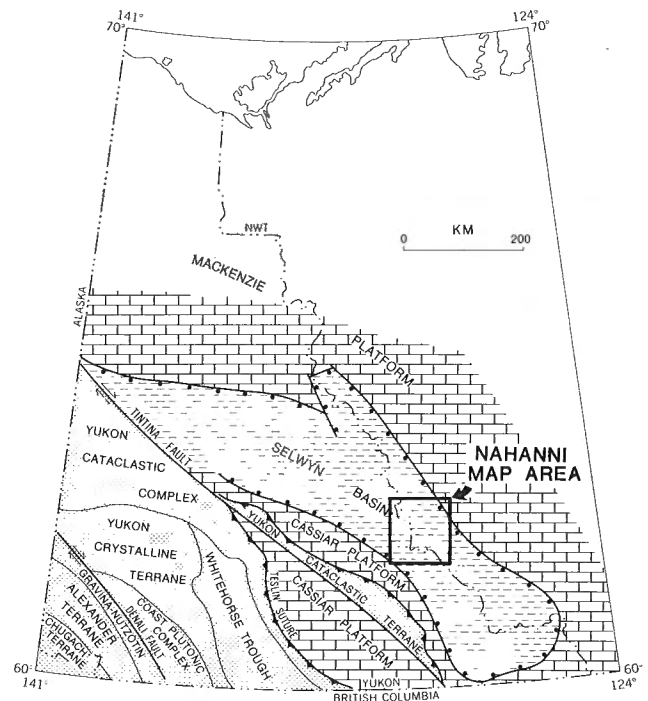 141°
70°
124°
70°
NWT
KM
0 200
MACKENZIE
PLATFORM
ALASKA
TINTINA FAULT
SELWYN
BASIN
NAHANNI
MAP AREA
YUKON
CATACLASTIC
COMPLEX
YUKON
CRYSTALLINE
TERRANE
WHITEHORSE TROUGH
TESLIN SUTURE
CASSIAR PLATFORM
YUKON
CATACLASTIC
TERRANE
CASSIAR PLATFORM
COAST PLUTONIC
COMPLEX
DENALI FAULT
GRAVINA-NUTZOTIN
ALEXANDER
TERRANE
CHUGACH
TERRANE
60°
141°
YUKON
BRITISH COLUMBIA
60°
124°